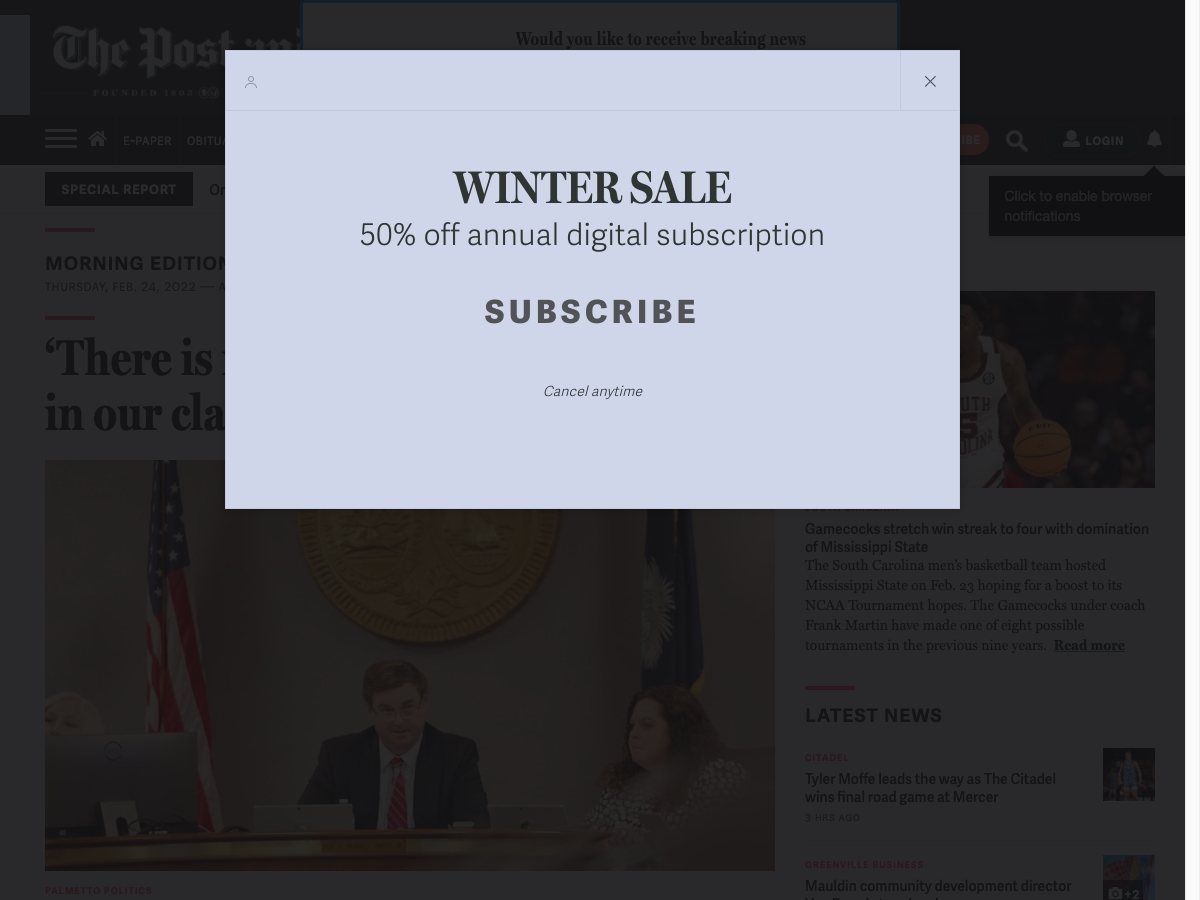 The Post an
FOUNDED 1803
Would you like to receive breaking news
E-PAPER
OBITUA
IBE
LOGIN
SPECIAL REPORT
Click to enable browser
notifications
WINTER SALE
50% off annual digital subscription
SUBSCRIBE
Cancel anytime
MORNING EDITION
THURSDAY, FEB. 24, 2022 —
‘There is
in our cla
Gamecocks stretch win streak to four with domination
of Mississippi State
The South Carolina men's basketball team hosted
Mississippi State on Feb. 23 hoping for a boost to its
NCAA Tournament hopes. The Gamecocks under coach
Frank Martin have made one of eight possible
tournaments in the previous nine years. Read more
LATEST NEWS
CITADEL
Tyler Moffe leads the way as The Citadel
wins final road game at Mercer
3 HRS AGO
GREENVILLE BUSINESS
Mauldin community development director
+2
PALMETTO POLITICS